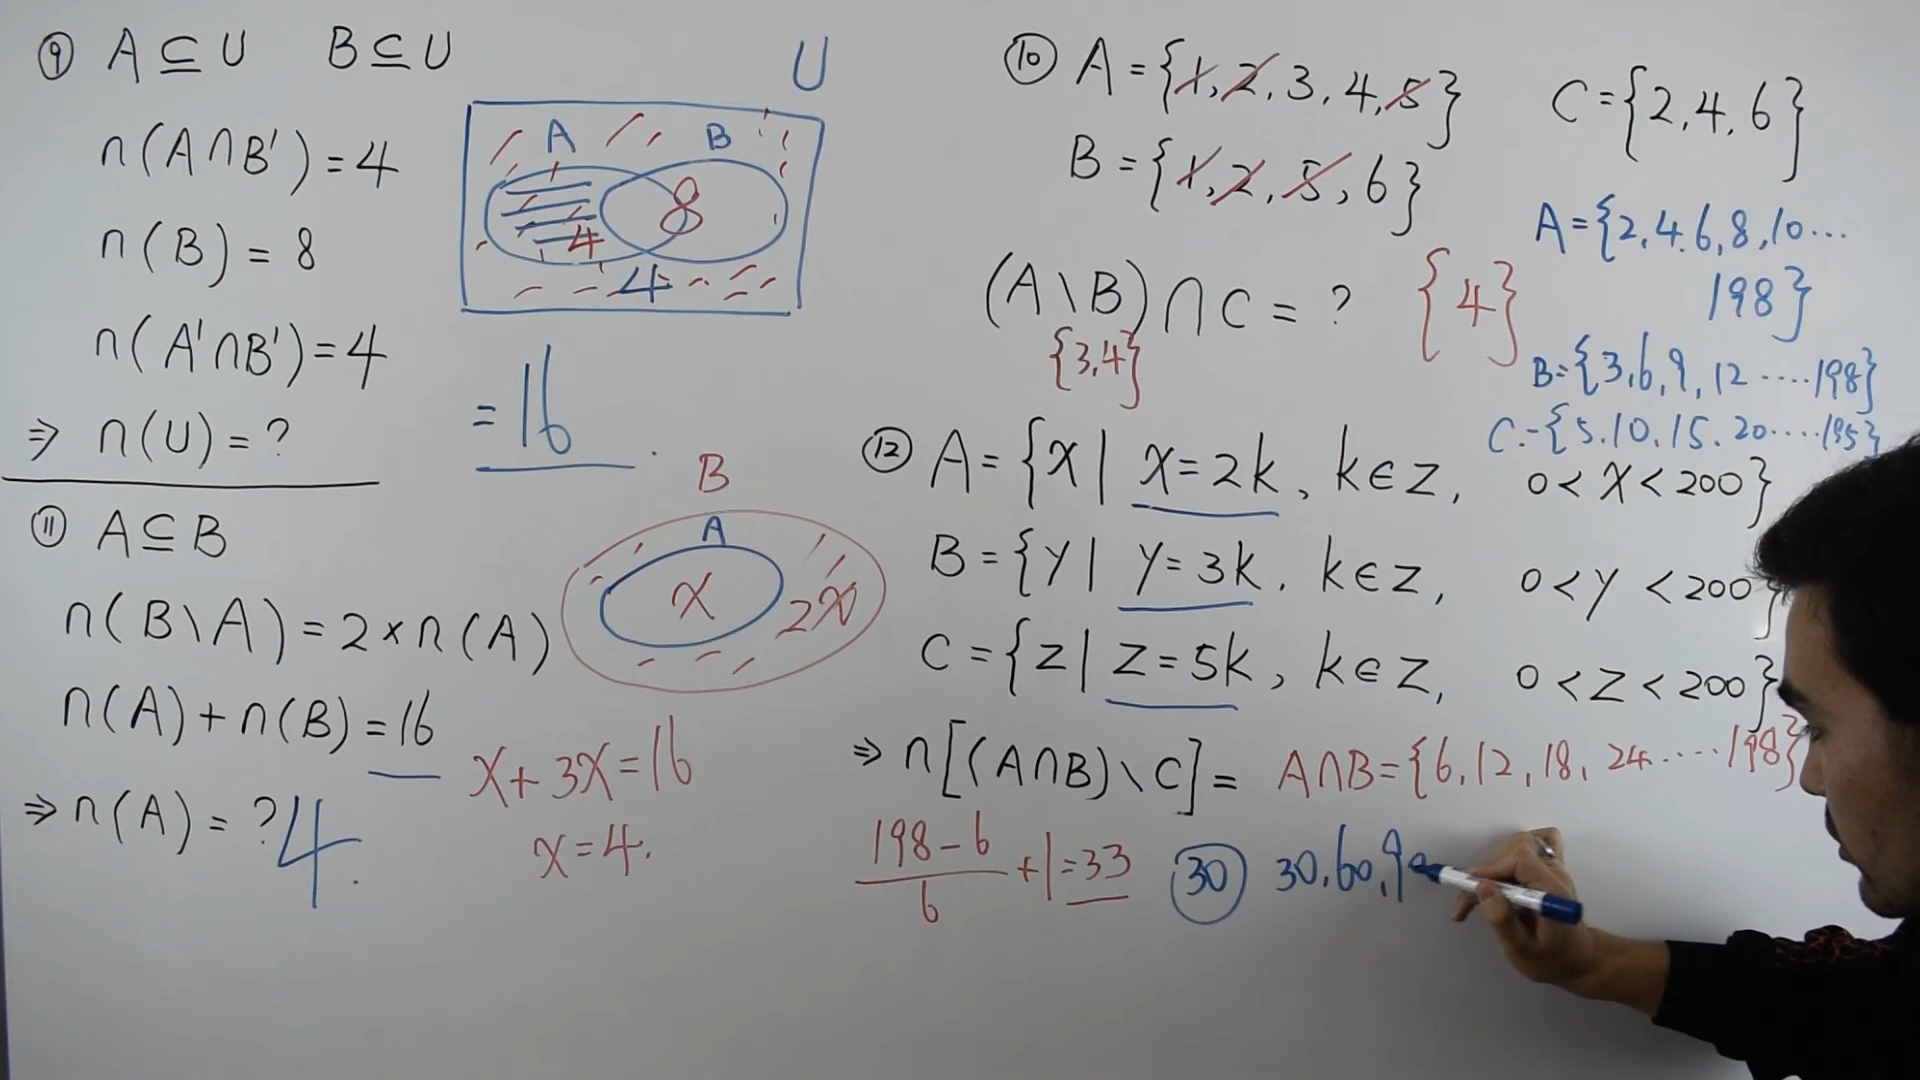 ⑨ A ⊆ U B ⊆ U
n(A∩B') = 4
n(B) = 8
n(A'∩B') = 4
⇒ n(U) = ?
U
A B
8
4
4
= 16
⑩ A = {1, 2, 3, 4, 5}
B = {1, 2, 5, 6}
C = {2, 4, 6}
(A \ B) ∩ C = ? {4}
{3,4}
A = {2, 4, 6, 8, 10 ...
198}
B = {3, 6, 9, 12 ..... 198}
C = {5. 10. 15. 20 .... 195}
⑪ A ⊆ B
n(B \ A) = 2 × n(A)
n(A) + n(B) = 16
⇒ n(A) = ? 4
B
A
x 2x
x + 3x = 16
x = 4.
⑫ A = {x | x = 2k, k ∈ z, 0 < x < 200}
B = {y | y = 3k, k ∈ z, 0 < y < 200}
C = {z | z = 5k, k ∈ z, 0 < z < 200}
⇒ n[(A∩B) \ C] = A∩B = {6, 12, 18, 24 ..... 198}
198 - 6
6
+ 1 = 33
30 30, 60, 9